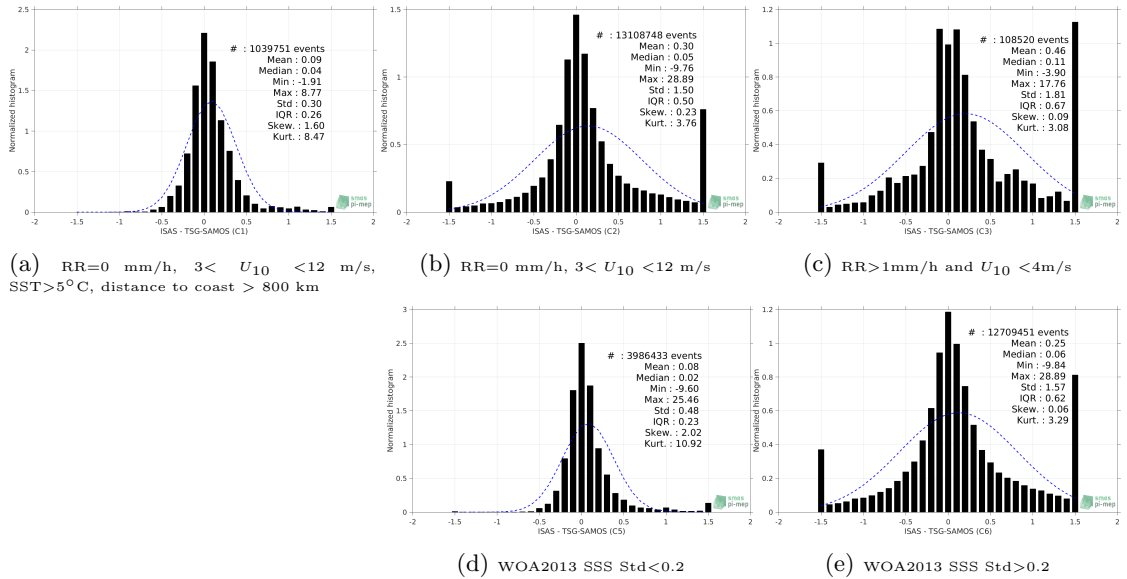 2.5
2
1.5
1
0.5
0
-2 -1.5 -1 -0.5 0 0.5 1 1.5 2
Normalized histogram
ISAS - TSG-SAMOS (C1)
# : 1039751 events
Mean : 0.09
Median : 0.04
Min : -1.91
Max : 8.77
Std : 0.30
IQR : 0.26
Skew. : 1.60
Kurt. : 8.47
smos
pi-mep
(a) RR=0 mm/h, 3< U10 <12 m/s,
SST>5°C, distance to coast > 800 km
1.5
1
0.5
0
-2 -1.5 -1 -0.5 0 0.5 1 1.5 2
Normalized histogram
ISAS - TSG-SAMOS (C2)
# : 13108748 events
Mean : 0.30
Median : 0.05
Min : -9.76
Max : 28.89
Std : 1.50
IQR : 0.50
Skew. : 0.23
Kurt. : 3.76
smos
pi-mep
(b) RR=0 mm/h, 3< U10 <12 m/s
1.2
1
0.8
0.6
0.4
0.2
0
-2 -1.5 -1 -0.5 0 0.5 1 1.5 2
Normalized histogram
ISAS - TSG-SAMOS (C3)
# : 108520 events
Mean : 0.46
Median : 0.11
Min : -3.90
Max : 17.76
Std : 1.81
IQR : 0.67
Skew. : 0.09
Kurt. : 3.08
smos
pi-mep
(c) RR>1mm/h and U10 <4m/s
3
2.5
2
1.5
1
0.5
0
-2 -1.5 -1 -0.5 0 0.5 1 1.5 2
Normalized histogram
ISAS - TSG-SAMOS (C5)
# : 3986433 events
Mean : 0.08
Median : 0.02
Min : -9.60
Max : 25.46
Std : 0.48
IQR : 0.23
Skew. : 2.02
Kurt. : 10.92
smos
pi-mep
(d) WOA2013 SSS Std<0.2
1.2
1
0.8
0.6
0.4
0.2
0
-2 -1.5 -1 -0.5 0 0.5 1 1.5 2
Normalized histogram
ISAS - TSG-SAMOS (C6)
# : 12709451 events
Mean : 0.25
Median : 0.06
Min : -9.84
Max : 28.89
Std : 1.57
IQR : 0.62
Skew. : 0.06
Kurt. : 3.29
smos
pi-mep
(e) WOA2013 SSS Std>0.2